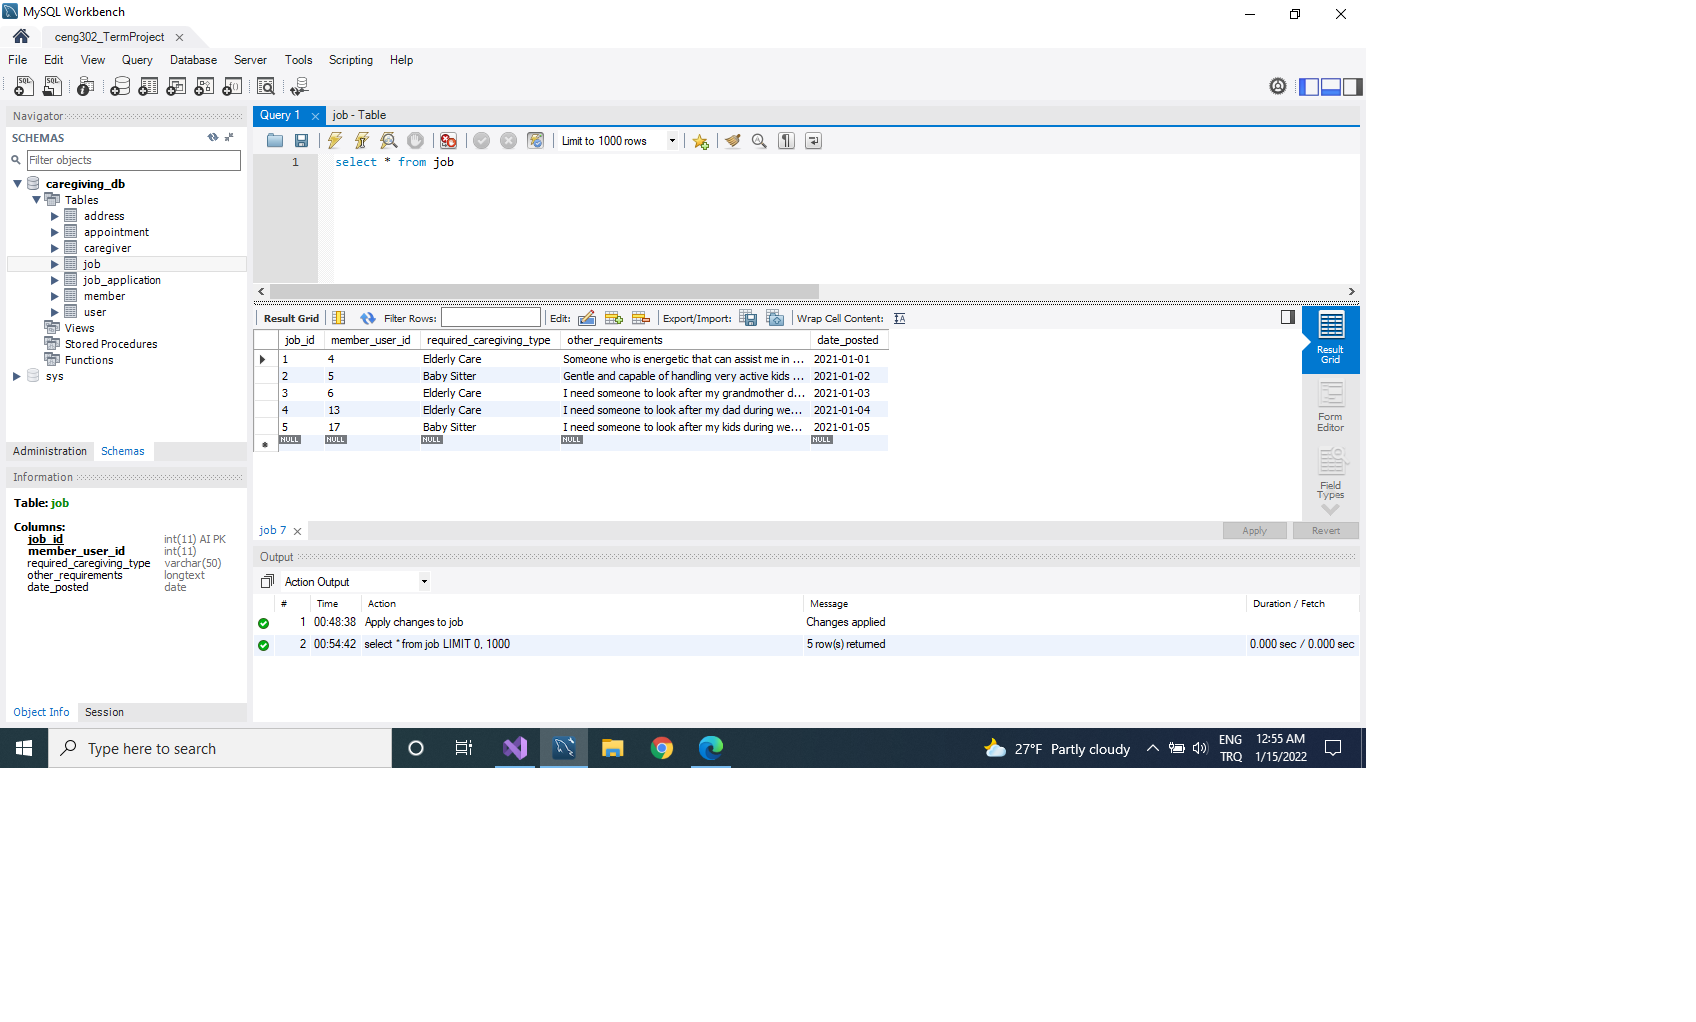 MySQL Workbench
ceng302_TermProject
File Edit View Query Database Server Tools Scripting Help
Navigator
SCHEMAS
Filter objects
caregiving_db
Tables
address
appointment
caregiver
job
job_application
member
user
Views
Stored Procedures
Functions
sys
Administration Schemas
Information
Table: job
Columns:
job_id int(11) AI PK
member_user_id int(11)
required_caregiving_type varchar(50)
other_requirements longtext
date_posted date
Object Info Session
Query 1 job - Table
Limit to 1000 rows
1 select * from job
Result Grid Filter Rows: Edit: Export/Import: Wrap Cell Content:
job_id member_user_id required_caregiving_type other_requirements date_posted
1 4 Elderly Care Someone who is energetic that can assist me in ... 2021-01-01
2 5 Baby Sitter Gentle and capable of handling very active kids ... 2021-01-02
3 6 Elderly Care I need someone to look after my grandmother d... 2021-01-03
4 13 Elderly Care I need someone to look after my dad during we... 2021-01-04
5 17 Baby Sitter I need someone to look after my kids during we... 2021-01-05
NULL NULL NULL NULL NULL
Result Grid
Form Editor
Field Types
job 7
Apply Revert
Output
Action Output
# Time Action Message Duration / Fetch
1 00:48:38 Apply changes to job Changes applied
2 00:54:42 select * from job LIMIT 0, 1000 5 row(s) returned 0.000 sec / 0.000 sec
Type here to search
27°F Partly cloudy
ENG
TRQ
12:55 AM
1/15/2022